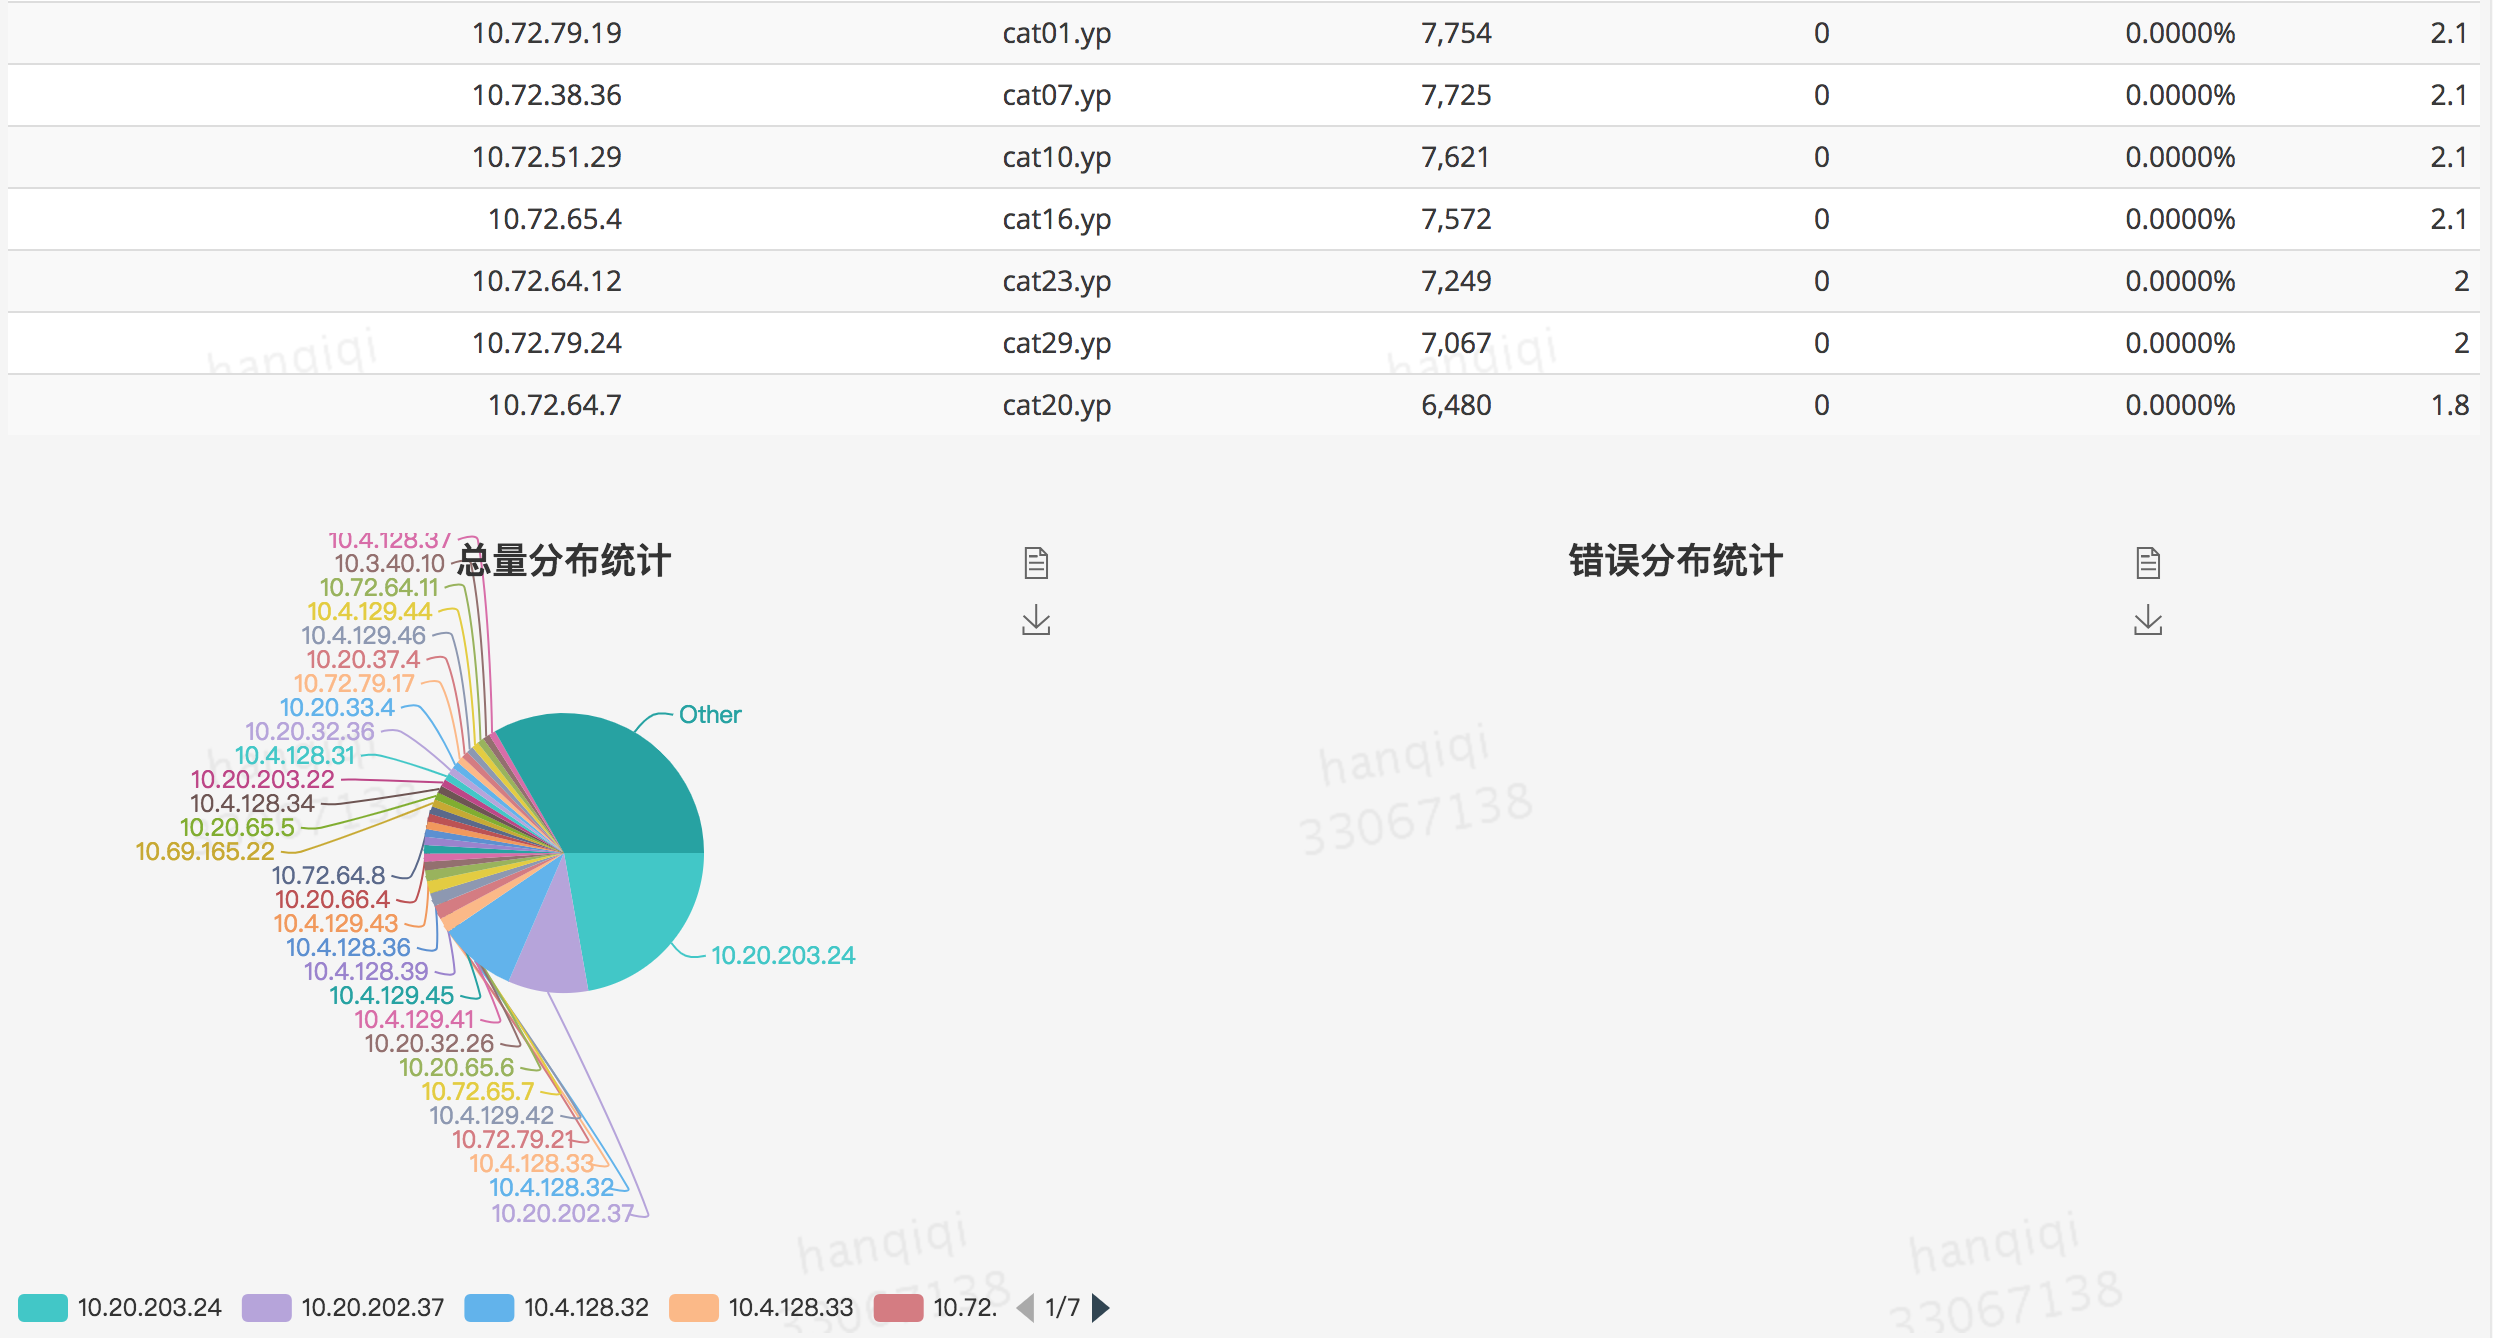 10.72.79.19 cat01.yp 7,754 0 0.0000% 2.1
10.72.38.36 cat07.yp 7,725 0 0.0000% 2.1
10.72.51.29 cat10.yp 7,621 0 0.0000% 2.1
10.72.65.4 cat16.yp 7,572 0 0.0000% 2.1
10.72.64.12 cat23.yp 7,249 0 0.0000% 2
10.72.79.24 cat29.yp 7,067 0 0.0000% 2
10.72.64.7 cat20.yp 6,480 0 0.0000% 1.8
hanqiqi
hanqiqi
总量分布统计
错误分布统计
10.4.128.37
10.3.40.10
10.72.64.11
10.4.129.44
10.4.129.46
10.20.37.4
10.72.79.17
10.20.33.4
10.20.32.36
10.4.128.31
10.20.203.22
10.4.128.34
10.20.65.5
10.69.165.22
10.72.64.8
10.20.66.4
10.4.129.43
10.4.128.36
10.4.128.39
10.4.129.45
10.4.129.41
10.20.32.26
10.20.65.6
10.72.65.7
10.4.129.42
10.72.79.21
10.4.128.33
10.4.128.32
10.20.202.37
Other
10.20.203.24
hanqiqi
33067138
hanqiqi
33067138
hanqiqi
33067138
hanqiqi
33067138
10.20.203.24 10.20.202.37 10.4.128.32 10.4.128.33 10.72. 1/7